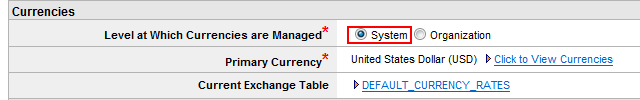 Currencies
Level at Which Currencies are Managed* System Organization
Primary Currency* United States Dollar (USD) Click to View Currencies
Current Exchange Table DEFAULT_CURRENCY_RATES